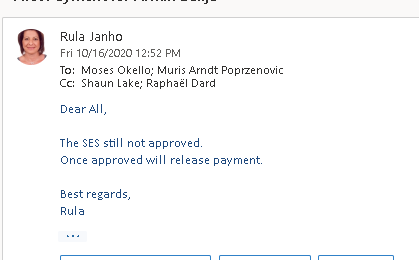 Rula Janho
Fri 10/16/2020 12:52 PM
To: Moses Okello; Muris Arndt Poprzenovic
Cc: Shaun Lake; Raphaël Dard
Dear All,
The SES still not approved.
Once approved will release payment.
Best regards,
Rula
...